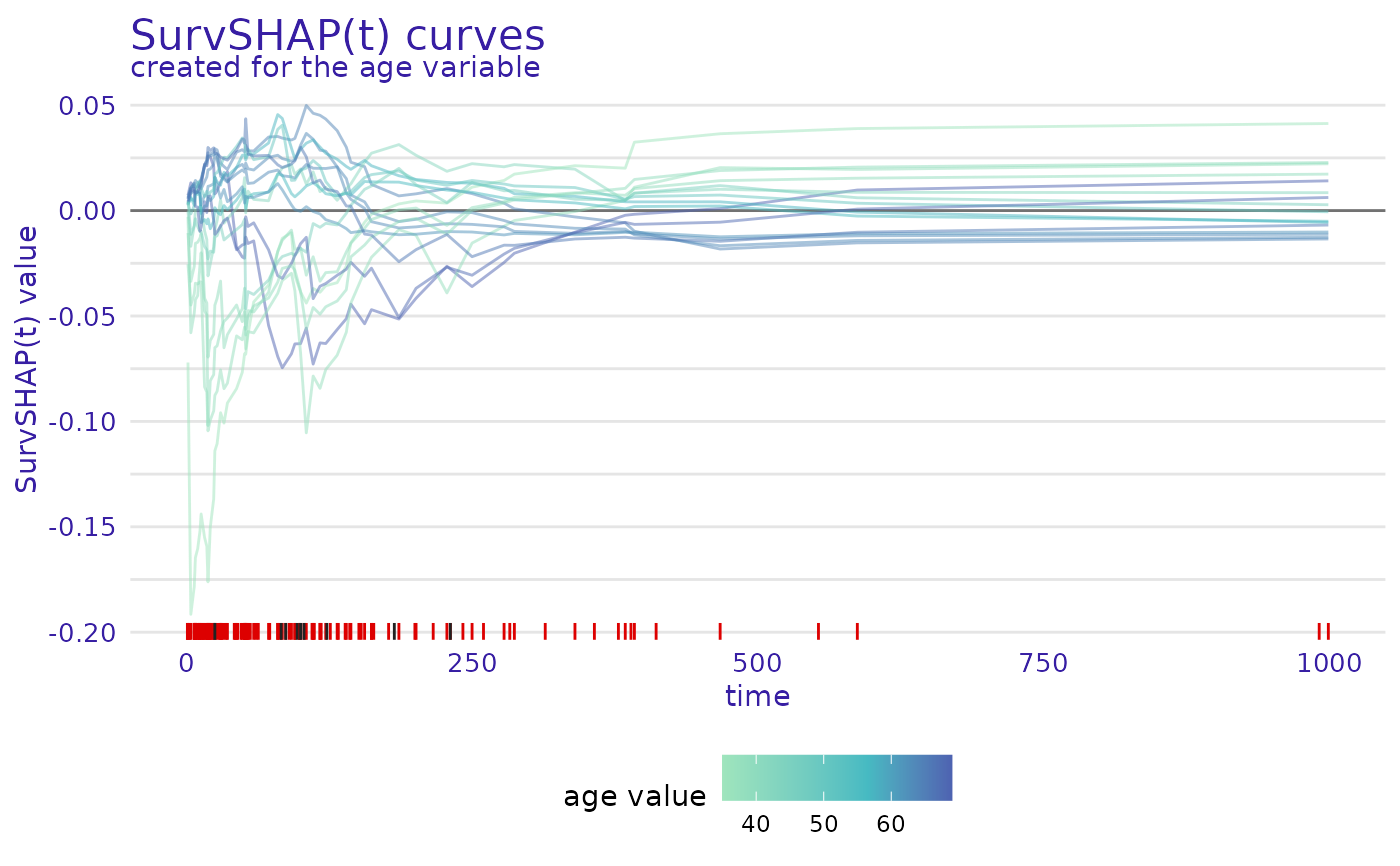 SurvSHAP(t) curves
created for the age variable
SurvSHAP(t) value
0.05
0.00
-0.05
-0.10
-0.15
-0.20
0 250 500 750 1000
time
age value
40 50 60